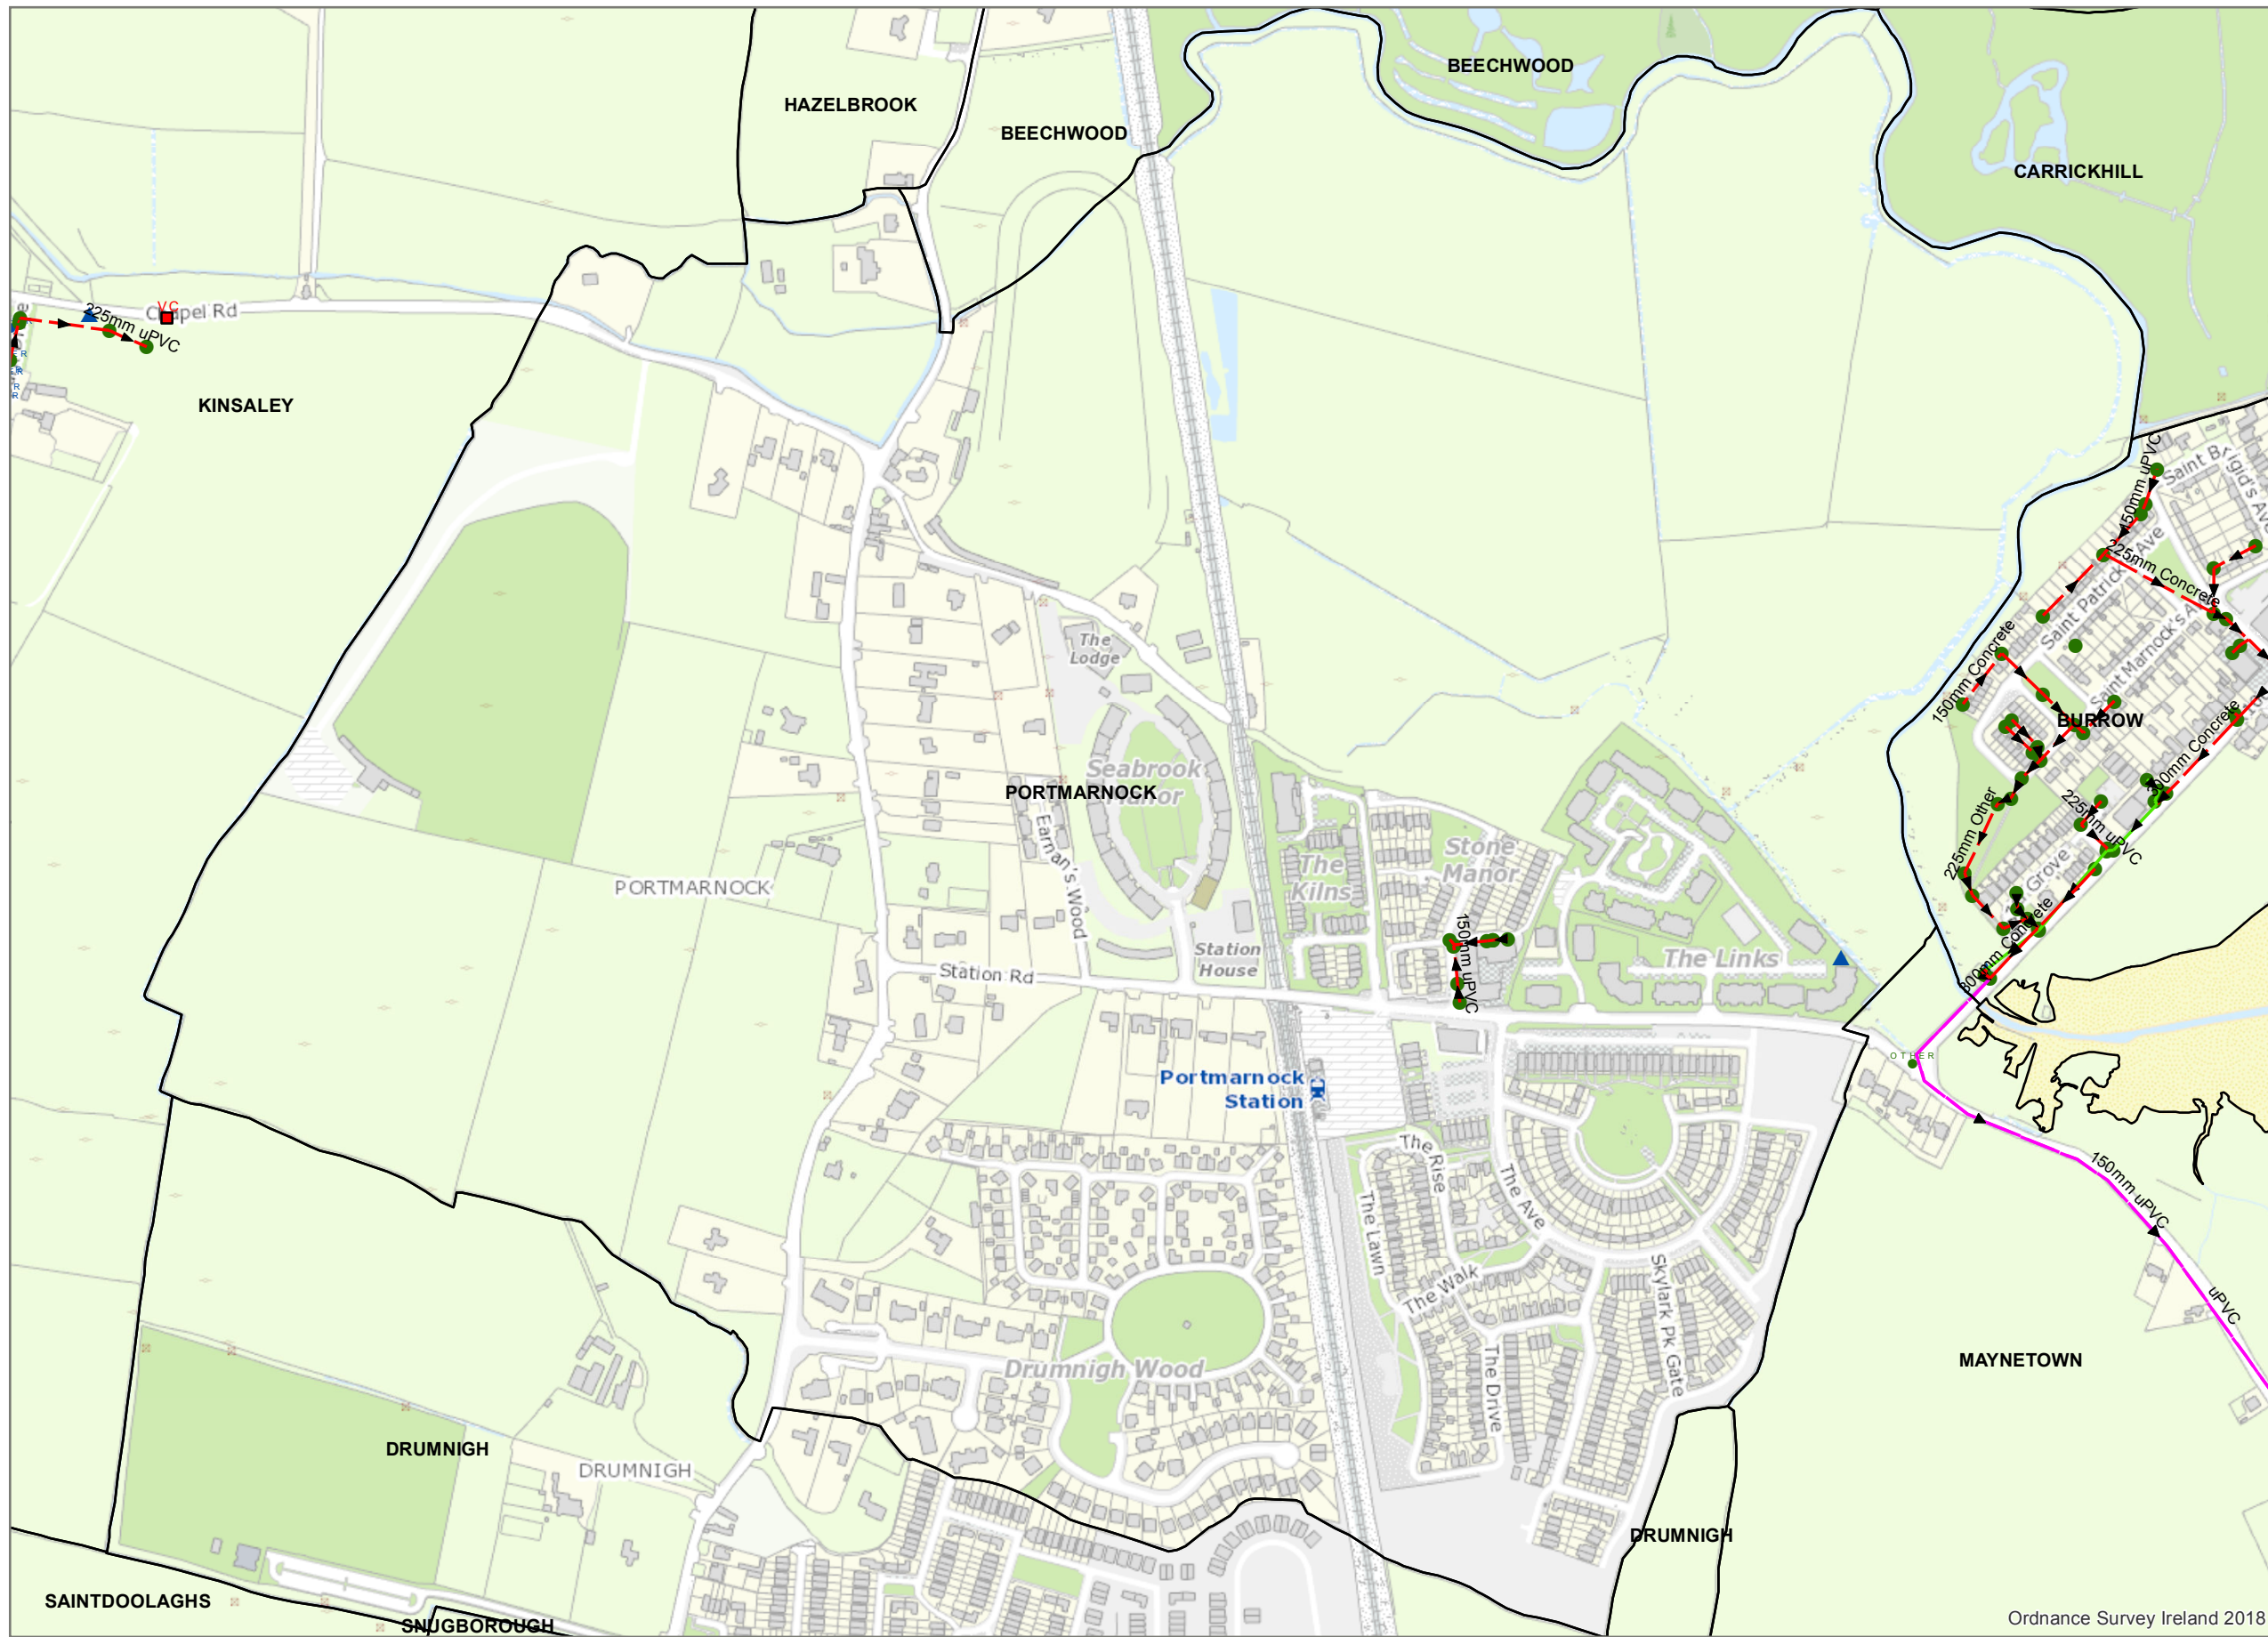 BEECHWOOD
HAZELBROOK
BEECHWOOD
CARRICKHILL
VC
Chapel Rd
225mm uPVC
KINSALEY
150mm uPVC
Saint Brigid's Ave
225mm Concrete
Saint Patrick's Ave
150mm Concrete
Saint Marnock's A
BURROW
300mm Concrete
The
Lodge
Seabrook
Manor
PORTMARNOCK
Earnan's Wood
225mm Other
225mm uPVC
Grove
The
Kilns
Stone
Manor
PORTMARNOCK
150mm uPVC
Station
House
The Links
300mm Concrete
Station Rd
OTHER
Portmarnock
Station
The Rise
The Ave
The Lawn
150mm uPVC
The Walk
Skylark Pk Gate
uPVC
The Drive
Drumnigh Wood
MAYNETOWN
DRUMNIGH
DRUMNIGH
DRUMNIGH
SAINTDOOLAGHS
SNUGBOROUGH
Ordnance Survey Ireland 2018